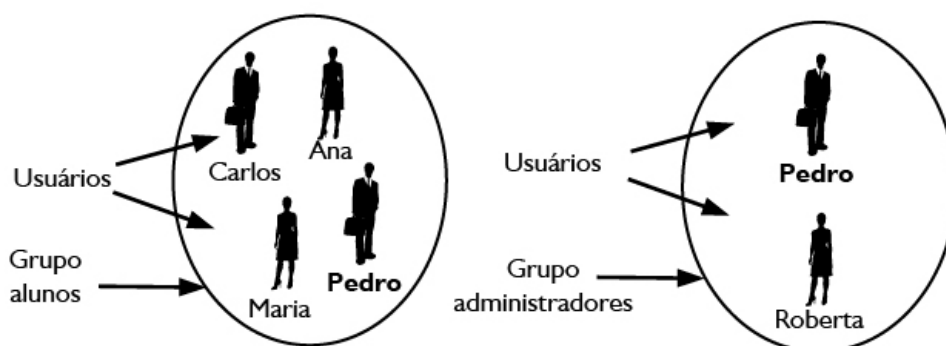 Carlos
Ana
Usuários
Maria
Pedro
Grupo
alunos
Usuários
Pedro
Grupo
administradores
Roberta